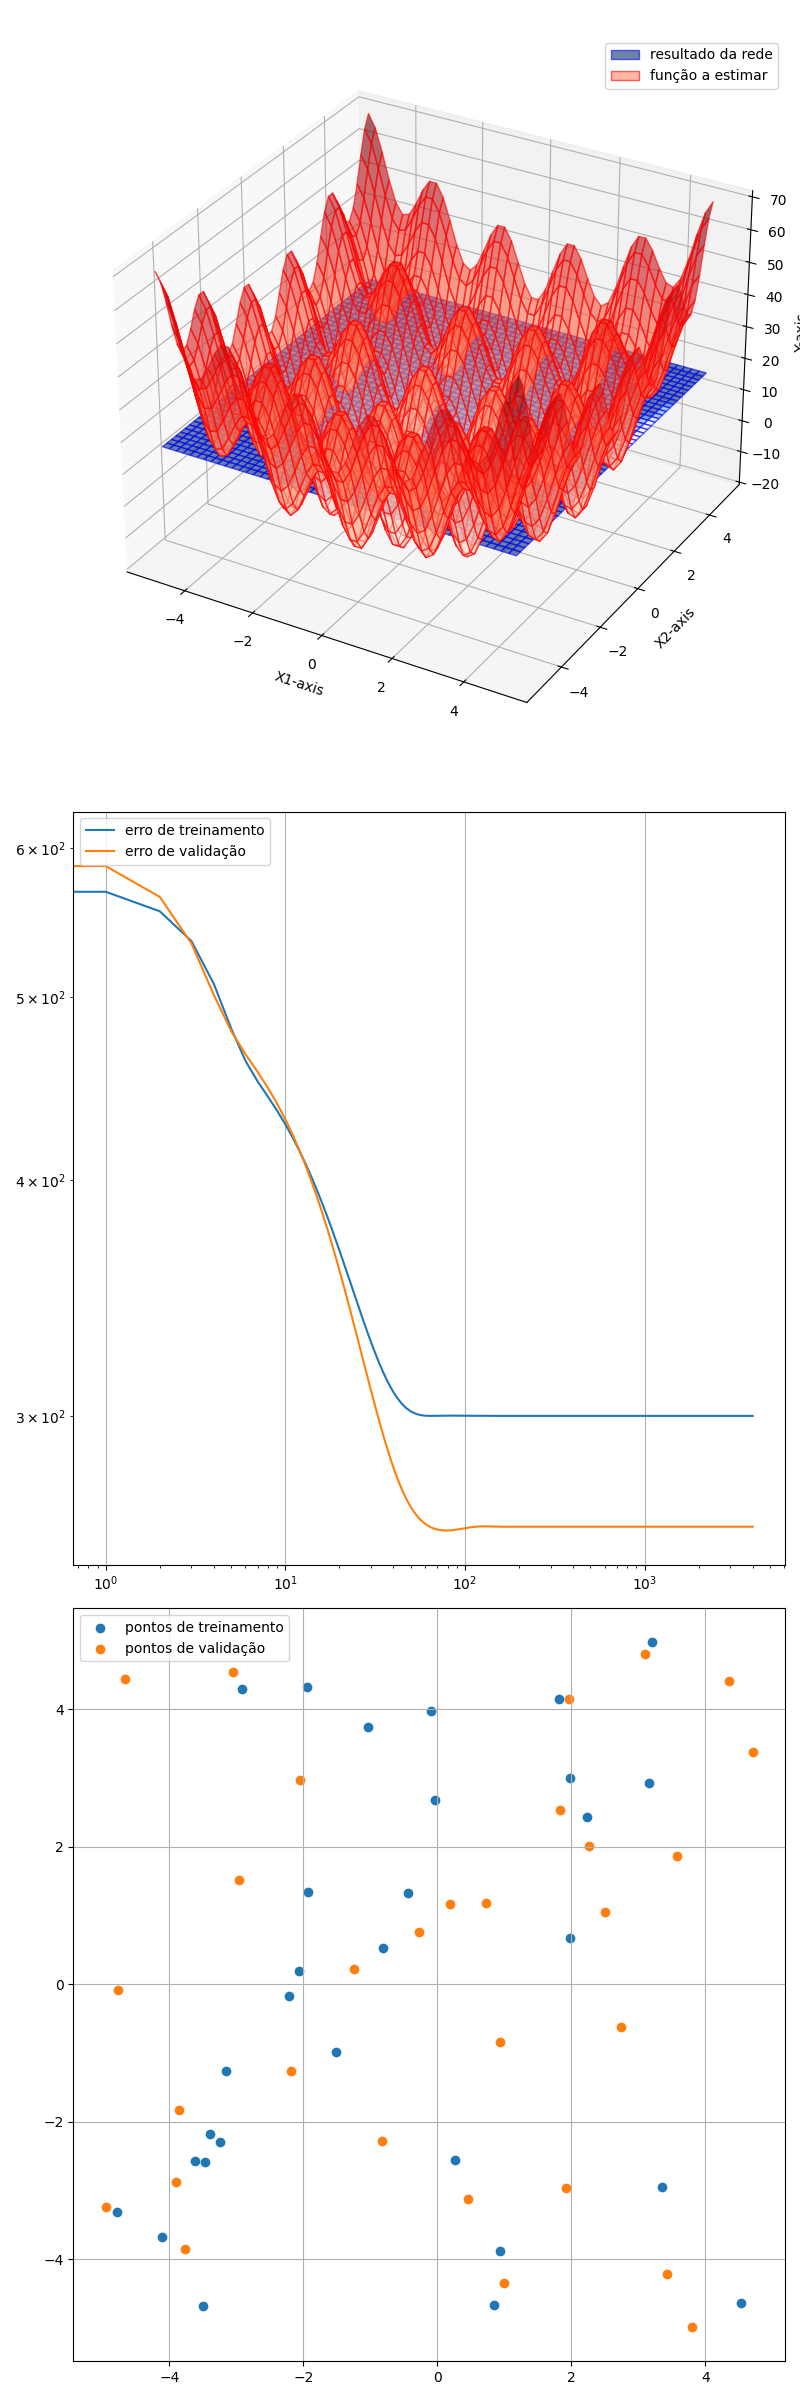 resultado da rede
função a estimar
70
60
50
40
30
20
10
0
−10
−20
4
2
0
−2
−4
X2-axis
−4
−2
0
2
4
X1-axis
erro de treinamento
erro de validação
6 × 10²
5 × 10²
4 × 10²
3 × 10²
10⁰ 10¹ 10² 10³
pontos de treinamento
pontos de validação
4
2
0
−2
−4
−4 −2 0 2 4